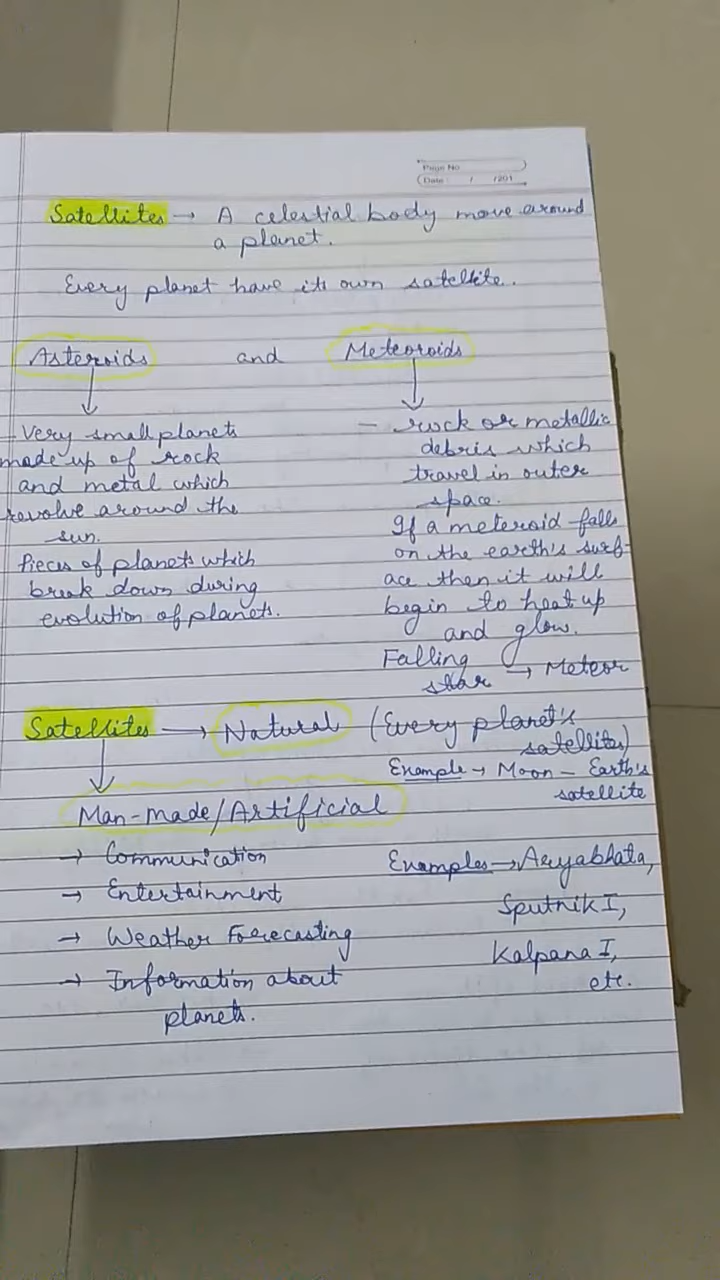 Page No.
Date: / /201
Satellites → A celestial body move around
a planet.
Every planet have its own satellite.
Asteroids and Meteoroids
- Very small planets
made up of rock
and metal which
revolve around the
sun.
Pieces of planets which
break down during
evolution of planets.
- rock or metallic
debris which
travel in outer
space.
If a meteroid falls
on the earth's surf-
ace then it will
begin to heat up
and glow.
Falling
star → Meteor
Satellites → Natural (Every planet's
satellites)
Example → Moon - Earth's
satellite
Man-made/Artificial
→ Communication
→ Entertainment
→ Weather Forecasting
→ Information about
planets.
Examples → Aryabhata,
Sputnik I,
Kalpana I,
etc.